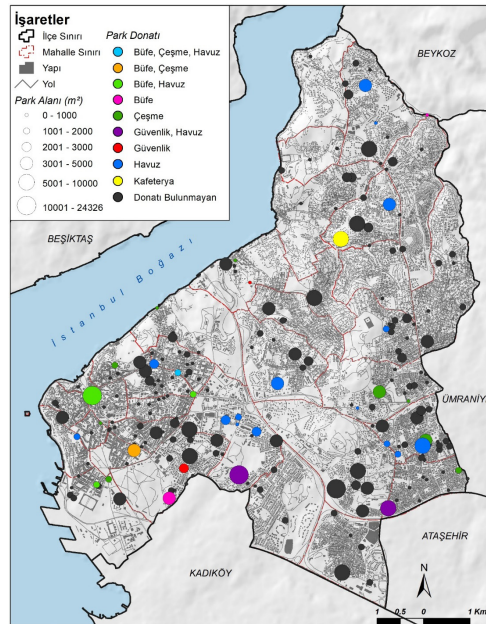 İşaretler
İlçe Sınırı
Mahalle Sınırı
Yapı
Yol
Park Alanı (m²)
0 - 1000
1001 - 2000
2001 - 3000
3001 - 5000
5001 - 10000
10001 - 24326
Park Donatı
Büfe, Çeşme, Havuz
Büfe, Çeşme
Büfe, Havuz
Büfe
Çeşme
Güvenlik, Havuz
Güvenlik
Havuz
Kafeterya
Donatı Bulunmayan
BEYKOZ
BEŞİKTAŞ
İstanbul Boğazı
ÜMRANİYE
ATAŞEHİR
KADIKÖY
N
1 0.5 0 1 Km